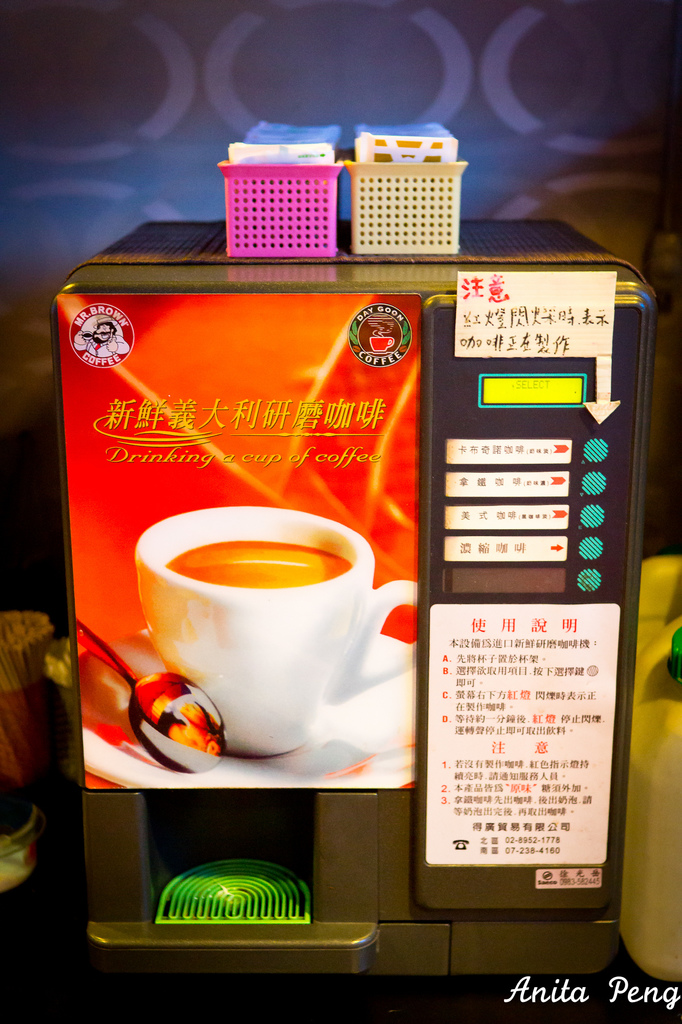 MR. BROWN
COFFEE
DAY GOON
COFFEE
新鮮義大利研磨咖啡
Drinking a cup of coffee
注意
紅燈閃爍時.表示
咖啡正在製作
SELECT
卡布奇諾咖啡
拿鐵咖啡
美式咖啡
濃縮咖啡
使用說明
本設備為進口新鮮研磨咖啡機：
A. 先將杯子置於杯架。
B. 選擇欲取用項目.按下選擇鍵
即可。
C. 螢幕右下方紅燈 閃爍時表示正
在製作咖啡。
D. 等待約一分鐘後.紅燈 停止閃爍.
運轉聲停止即可取出飲料。
注意
1. 若沒有製作咖啡.紅色指示燈持
續亮時.請通知服務人員。
2. 本產品皆為"原味"糖須外加。
3. 拿鐵咖啡先出咖啡.後出奶泡.請
等奶泡出完後.再取出咖啡。
得廣貿易有限公司
北區 02-8952-1778
南區 07-238-4160
Saeco 徐光岳
0983-582445
Anita Peng